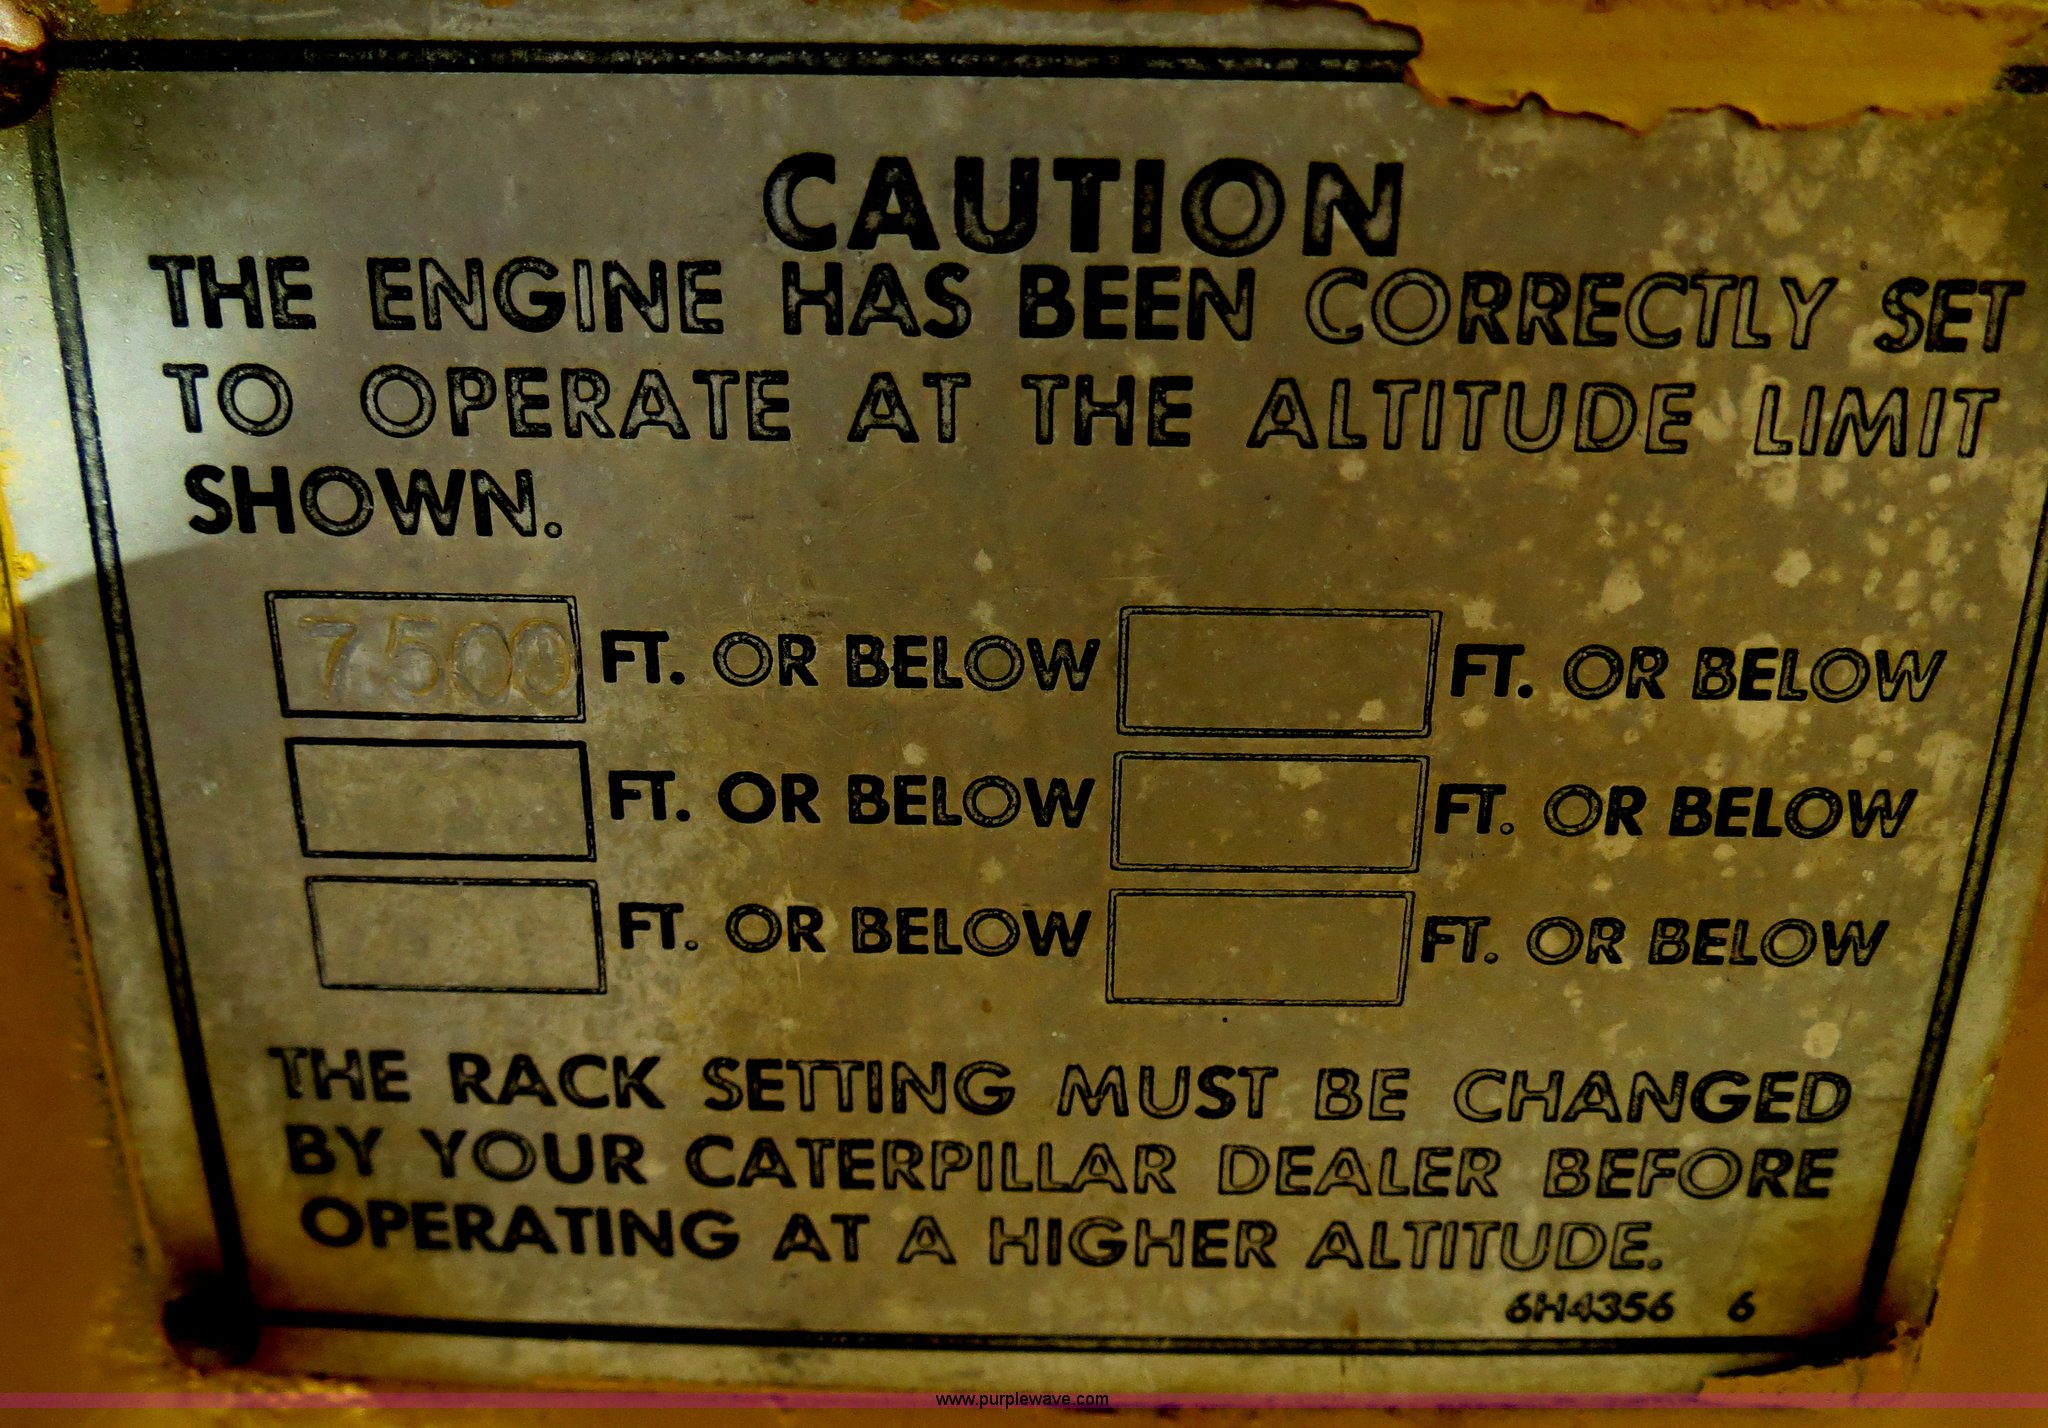 CAUTION
THE ENGINE HAS BEEN CORRECTLY SET
TO OPERATE AT THE ALTITUDE LIMIT
SHOWN.
7500 FT. OR BELOW FT. OR BELOW
FT. OR BELOW FT. OR BELOW
FT. OR BELOW FT. OR BELOW
THE RACK SETTING MUST BE CHANGED
BY YOUR CATERPILLAR DEALER BEFORE
OPERATING AT A HIGHER ALTITUDE.
6H4356 6
www.purplewave.com